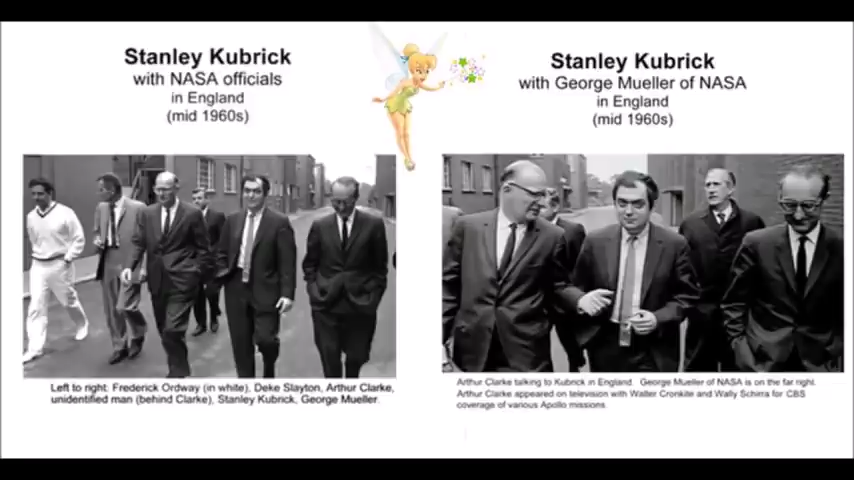 Stanley Kubrick
with NASA officials
in England
(mid 1960s)
Left to right: Frederick Ordway (in white), Deke Slayton, Arthur Clarke,
unidentified man (behind Clarke), Stanley Kubrick, George Mueller.
Stanley Kubrick
with George Mueller of NASA
in England
(mid 1960s)
Arthur Clarke talking to Kubrick in England. George Mueller of NASA is on the far right.
Arthur Clarke appeared on television with Walter Cronkite and Wally Schirra for CBS
coverage of various Apollo missions.